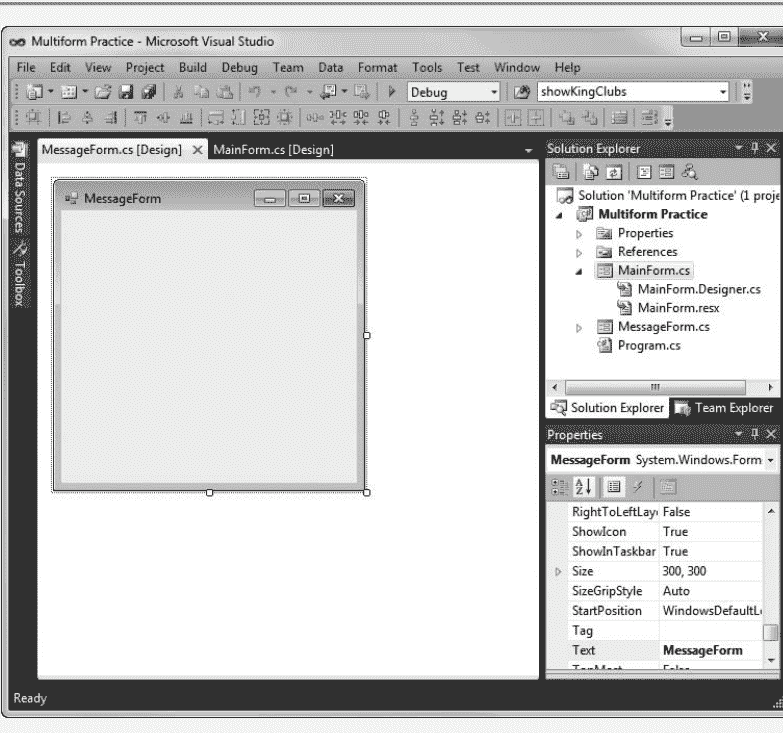 Multiform Practice - Microsoft Visual Studio
File Edit View Project Build Debug Team Data Format Tools Test Window Help
Debug
showKingClubs
Data Sources
Toolbox
MessageForm.cs [Design]
MainForm.cs [Design]
MessageForm
Solution Explorer
Solution 'Multiform Practice' (1 proje
Multiform Practice
Properties
References
MainForm.cs
MainForm.Designer.cs
MainForm.resx
MessageForm.cs
Program.cs
Solution Explorer
Team Explorer
Properties
MessageForm System.Windows.Form
RightToLeftLay False
ShowIcon True
ShowInTaskbar True
Size 300, 300
SizeGripStyle Auto
StartPosition WindowsDefaultL
Tag
Text MessageForm
Ready